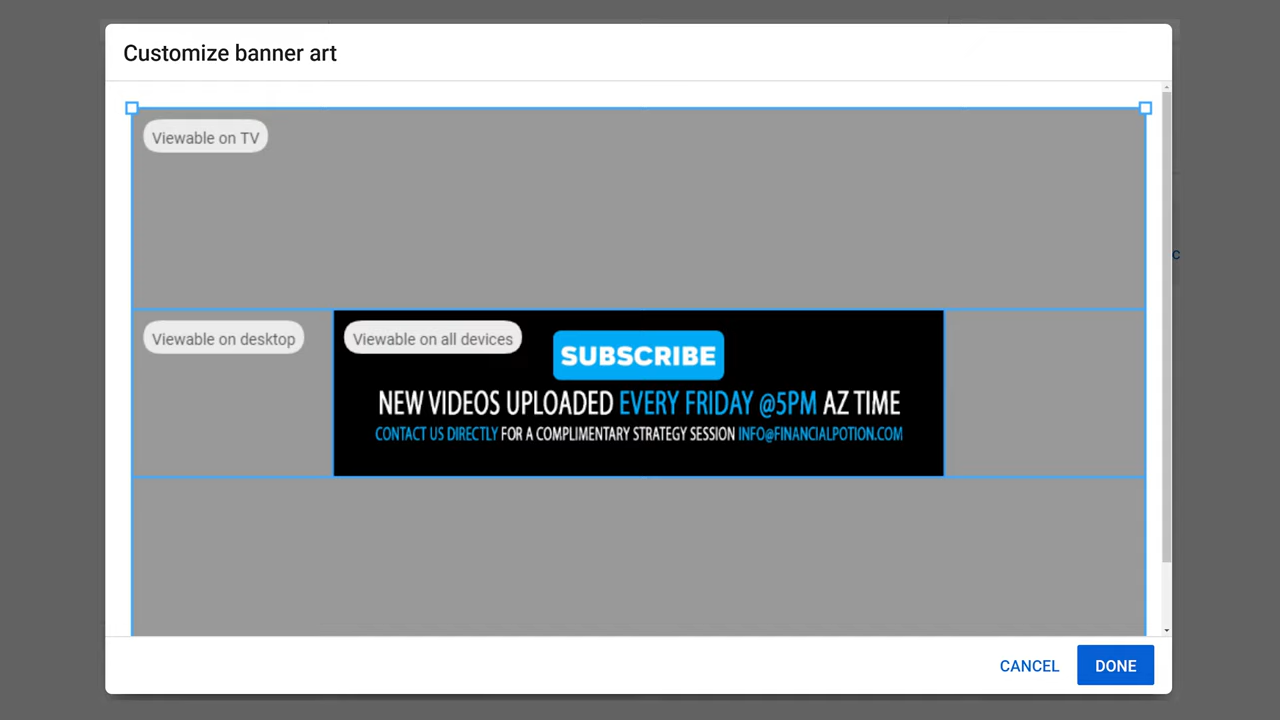 Customize banner art
Viewable on TV
Viewable on desktop
Viewable on all devices
SUBSCRIBE
NEW VIDEOS UPLOADED EVERY FRIDAY @5PM AZ TIME
CONTACT US DIRECTLY FOR A COMPLIMENTARY STRATEGY SESSION INFO@FINANCIALPOTION.COM
CANCEL
DONE